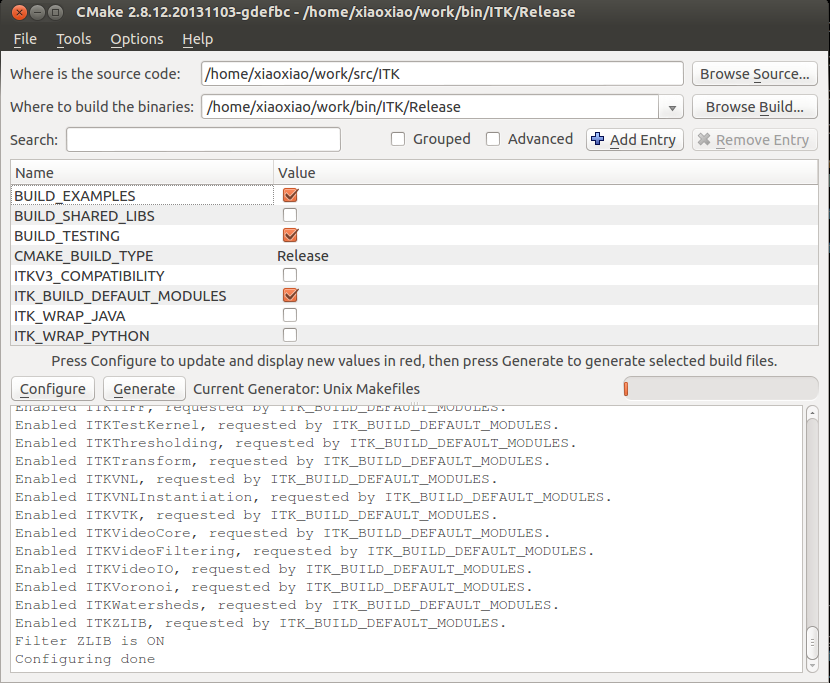 CMake 2.8.12.20131103-gdefbc - /home/xiaoxiao/work/bin/ITK/Release
File Tools Options Help
Where is the source code: /home/xiaoxiao/work/src/ITK Browse Source...
Where to build the binaries: /home/xiaoxiao/work/bin/ITK/Release Browse Build...
Search: Grouped Advanced Add Entry Remove Entry
Name Value
BUILD_EXAMPLES
BUILD_SHARED_LIBS
BUILD_TESTING
CMAKE_BUILD_TYPE Release
ITKV3_COMPATIBILITY
ITK_BUILD_DEFAULT_MODULES
ITK_WRAP_JAVA
ITK_WRAP_PYTHON
Press Configure to update and display new values in red, then press Generate to generate selected build files.
Configure Generate Current Generator: Unix Makefiles
Enabled ITKTIFF, requested by ITK_BUILD_DEFAULT_MODULES.
Enabled ITKTestKernel, requested by ITK_BUILD_DEFAULT_MODULES.
Enabled ITKThresholding, requested by ITK_BUILD_DEFAULT_MODULES.
Enabled ITKTransform, requested by ITK_BUILD_DEFAULT_MODULES.
Enabled ITKVNL, requested by ITK_BUILD_DEFAULT_MODULES.
Enabled ITKVNLInstantiation, requested by ITK_BUILD_DEFAULT_MODULES.
Enabled ITKVTK, requested by ITK_BUILD_DEFAULT_MODULES.
Enabled ITKVideoCore, requested by ITK_BUILD_DEFAULT_MODULES.
Enabled ITKVideoFiltering, requested by ITK_BUILD_DEFAULT_MODULES.
Enabled ITKVideoIO, requested by ITK_BUILD_DEFAULT_MODULES.
Enabled ITKVoronoi, requested by ITK_BUILD_DEFAULT_MODULES.
Enabled ITKWatersheds, requested by ITK_BUILD_DEFAULT_MODULES.
Enabled ITKZLIB, requested by ITK_BUILD_DEFAULT_MODULES.
Filter ZLIB is ON
Configuring done